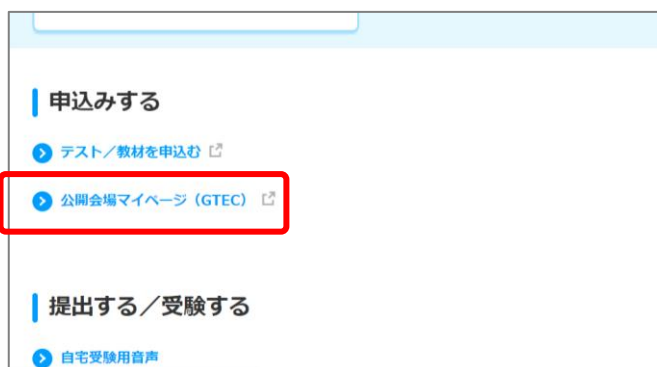 申込みする
テスト／教材を申込む
公開会場マイページ（GTEC）
提出する／受験する
自宅受験用音声